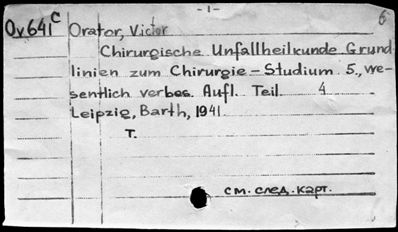 - 1 -
6
Ov641c Orator, Victor
Chirurgische Unfallheilkunde Grund
linien zum Chirurgie - Studium 5., we-
sentlich verbes. Aufl. Teil. 4
Leipzig, Barth, 1941.
T.
см. след. карт.